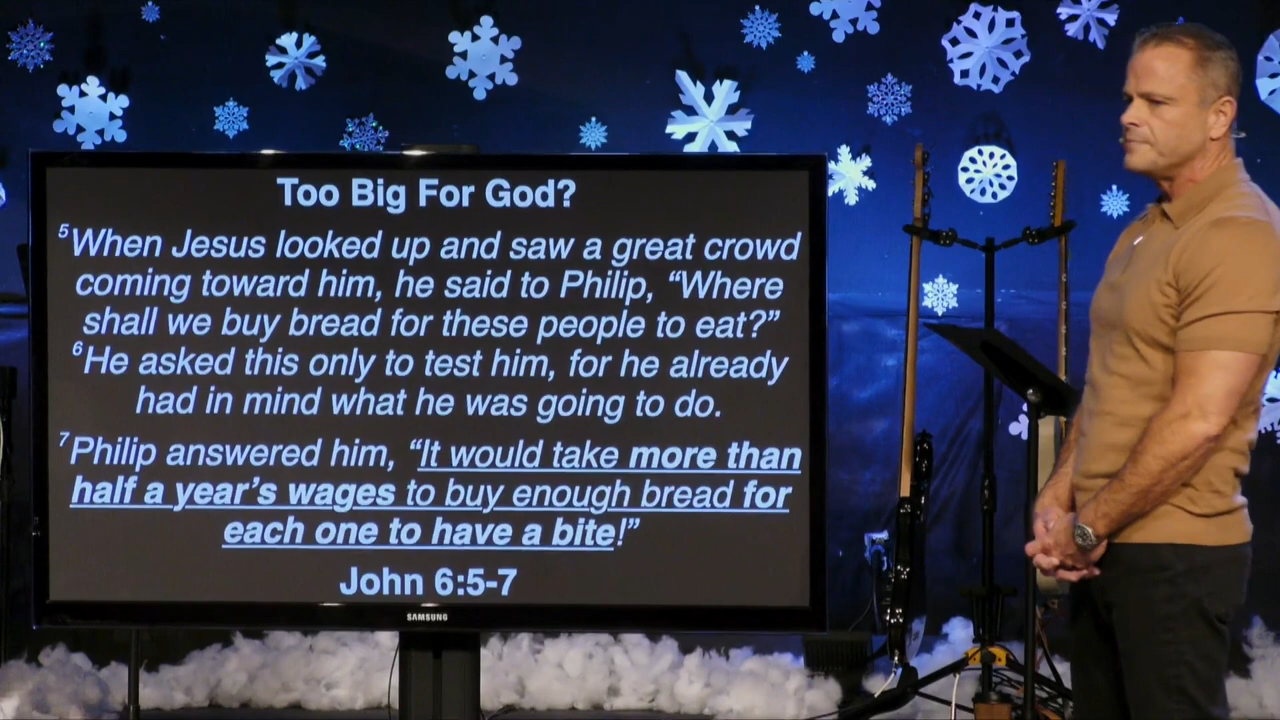 Too Big For God?
⁵When Jesus looked up and saw a great crowd
coming toward him, he said to Philip, “Where
shall we buy bread for these people to eat?”
⁶He asked this only to test him, for he already
had in mind what he was going to do.
⁷Philip answered him, “It would take more than
half a year’s wages to buy enough bread for
each one to have a bite!”
John 6:5-7
SAMSUNG